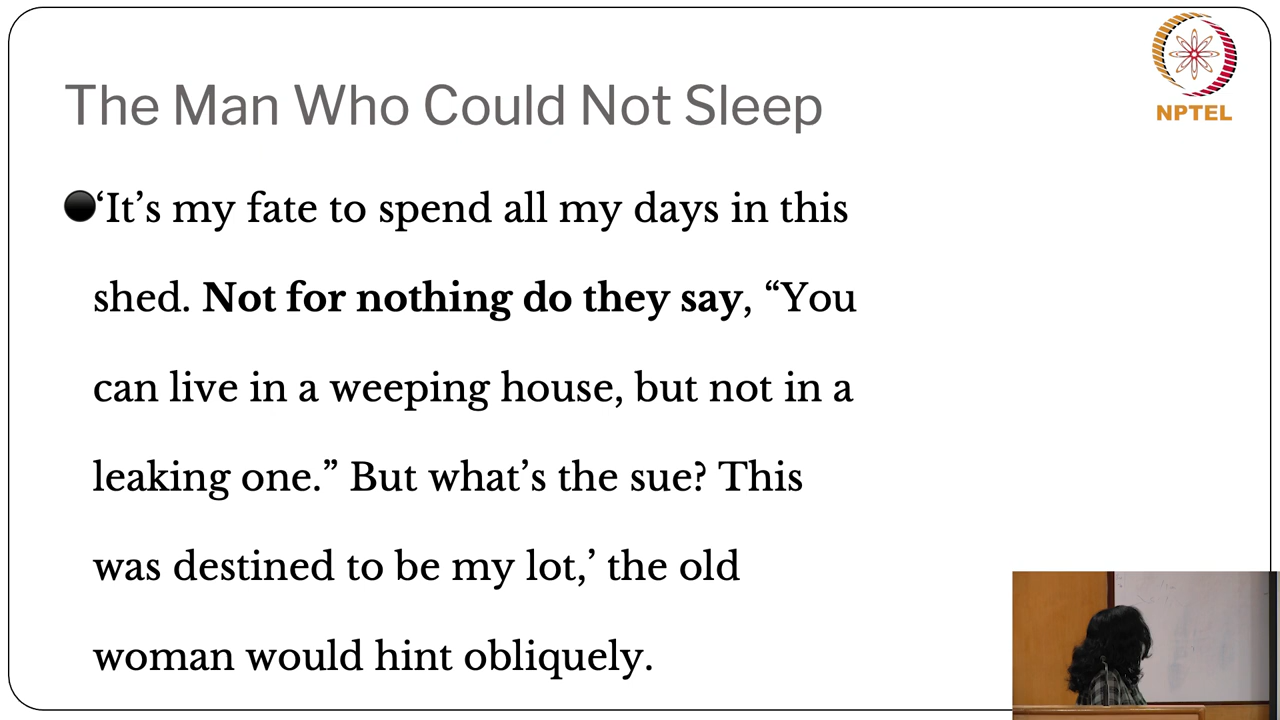 The Man Who Could Not Sleep
NPTEL
‘It’s my fate to spend all my days in this
shed. Not for nothing do they say, “You
can live in a weeping house, but not in a
leaking one.” But what’s the sue? This
was destined to be my lot,’ the old
woman would hint obliquely.